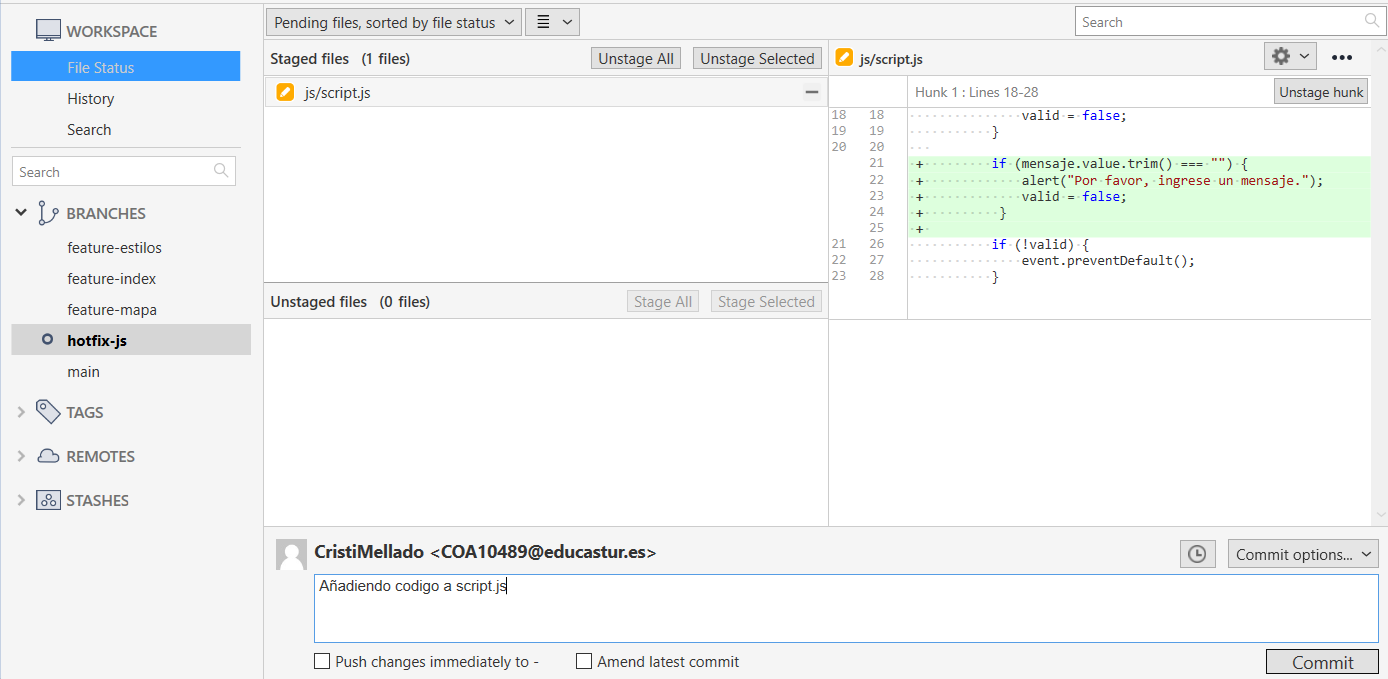 WORKSPACE
File Status
History
Search
Search
BRANCHES
feature-estilos
feature-index
feature-mapa
hotfix-js
main
TAGS
REMOTES
STASHES
Pending files, sorted by file status
Search
Staged files (1 files)
Unstage All
Unstage Selected
js/script.js
Unstaged files (0 files)
Stage All
Stage Selected
js/script.js
Hunk 1 : Lines 18-28
Unstage hunk
18 18 valid = false;
19 19 }
20 20
21 + if (mensaje.value.trim() === "") {
22 + alert("Por favor, ingrese un mensaje.");
23 + valid = false;
24 + }
25 +
21 26 if (!valid) {
22 27 event.preventDefault();
23 28 }
CristiMellado <COA10489@educastur.es>
Commit options...
Añadiendo codigo a script.js
Push changes immediately to -
Amend latest commit
Commit